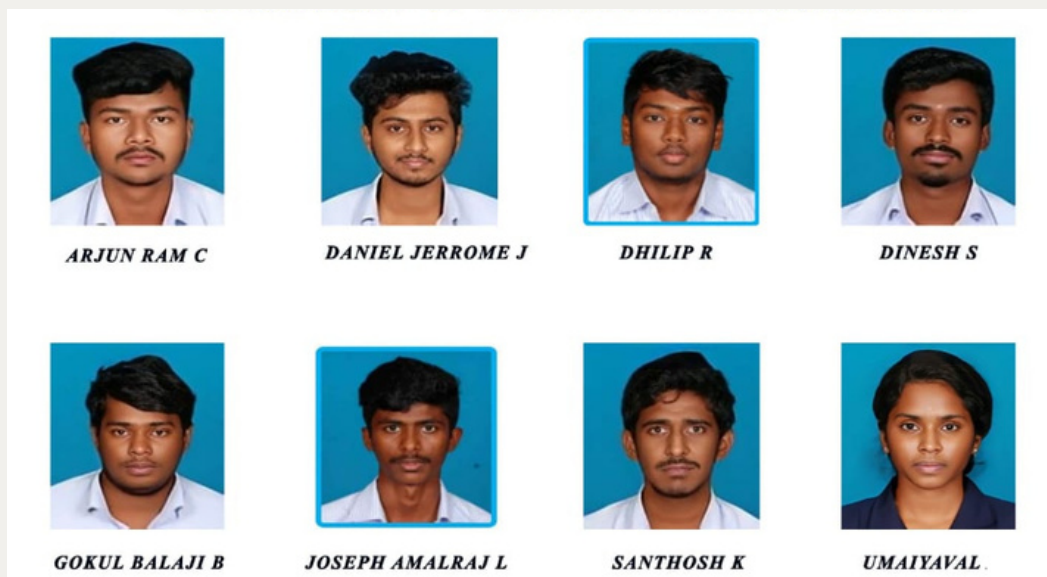 ARJUN RAM C
DANIEL JERROME J
DHILIP R
DINESH S
GOKUL BALAJI B
JOSEPH AMALRAJ L
SANTHOSH K
UMAIYAVAL